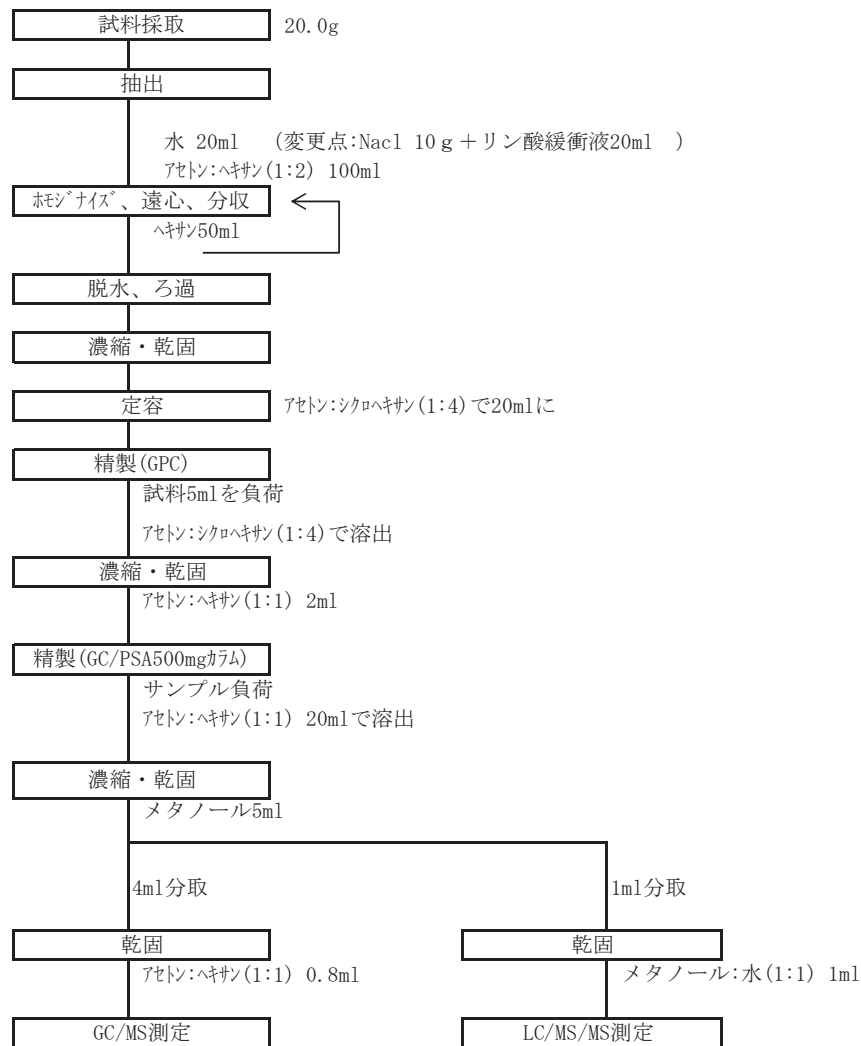 試料採取 20.0g
抽出
水 20ml (変更点:Nacl 10ｇ＋リン酸緩衝液20ml )
ｱｾﾄﾝ:ﾍｷｻﾝ(1:2) 100ml
ﾎﾓｼﾞﾅｲｽﾞ、遠心、分収
ﾍｷｻﾝ50ml
脱水、ろ過
濃縮・乾固
定容 ｱｾﾄﾝ:ｼｸﾛﾍｷｻﾝ(1:4)で20mlに
精製(GPC)
試料5mlを負荷
ｱｾﾄﾝ:ｼｸﾛﾍｷｻﾝ(1:4)で溶出
濃縮・乾固
ｱｾﾄﾝ:ﾍｷｻﾝ(1:1) 2ml
精製(GC/PSA500mgｶﾗﾑ)
サンプル負荷
ｱｾﾄﾝ:ﾍｷｻﾝ(1:1) 20mlで溶出
濃縮・乾固
メタノール5ml
4ml分取 1ml分取
乾固 乾固
ｱｾﾄﾝ:ﾍｷｻﾝ(1:1) 0.8ml メタノール:水(1:1) 1ml
GC/MS測定 LC/MS/MS測定